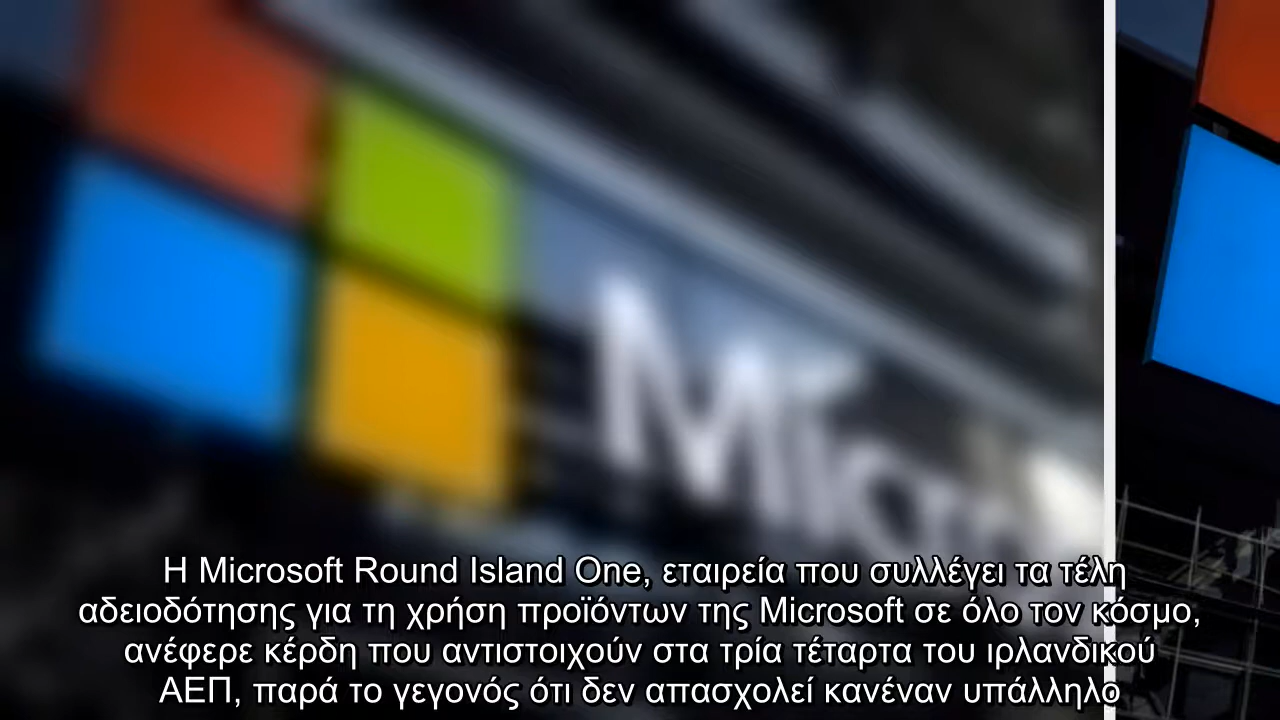 Micro
Η Microsoft Round Island One, εταιρεία που συλλέγει τα τέλη
αδειοδότησης για τη χρήση προϊόντων της Microsoft σε όλο τον κόσμο,
ανέφερε κέρδη που αντιστοιχούν στα τρία τέταρτα του ιρλανδικού
ΑΕΠ, παρά το γεγονός ότι δεν απασχολεί κανέναν υπάλληλο